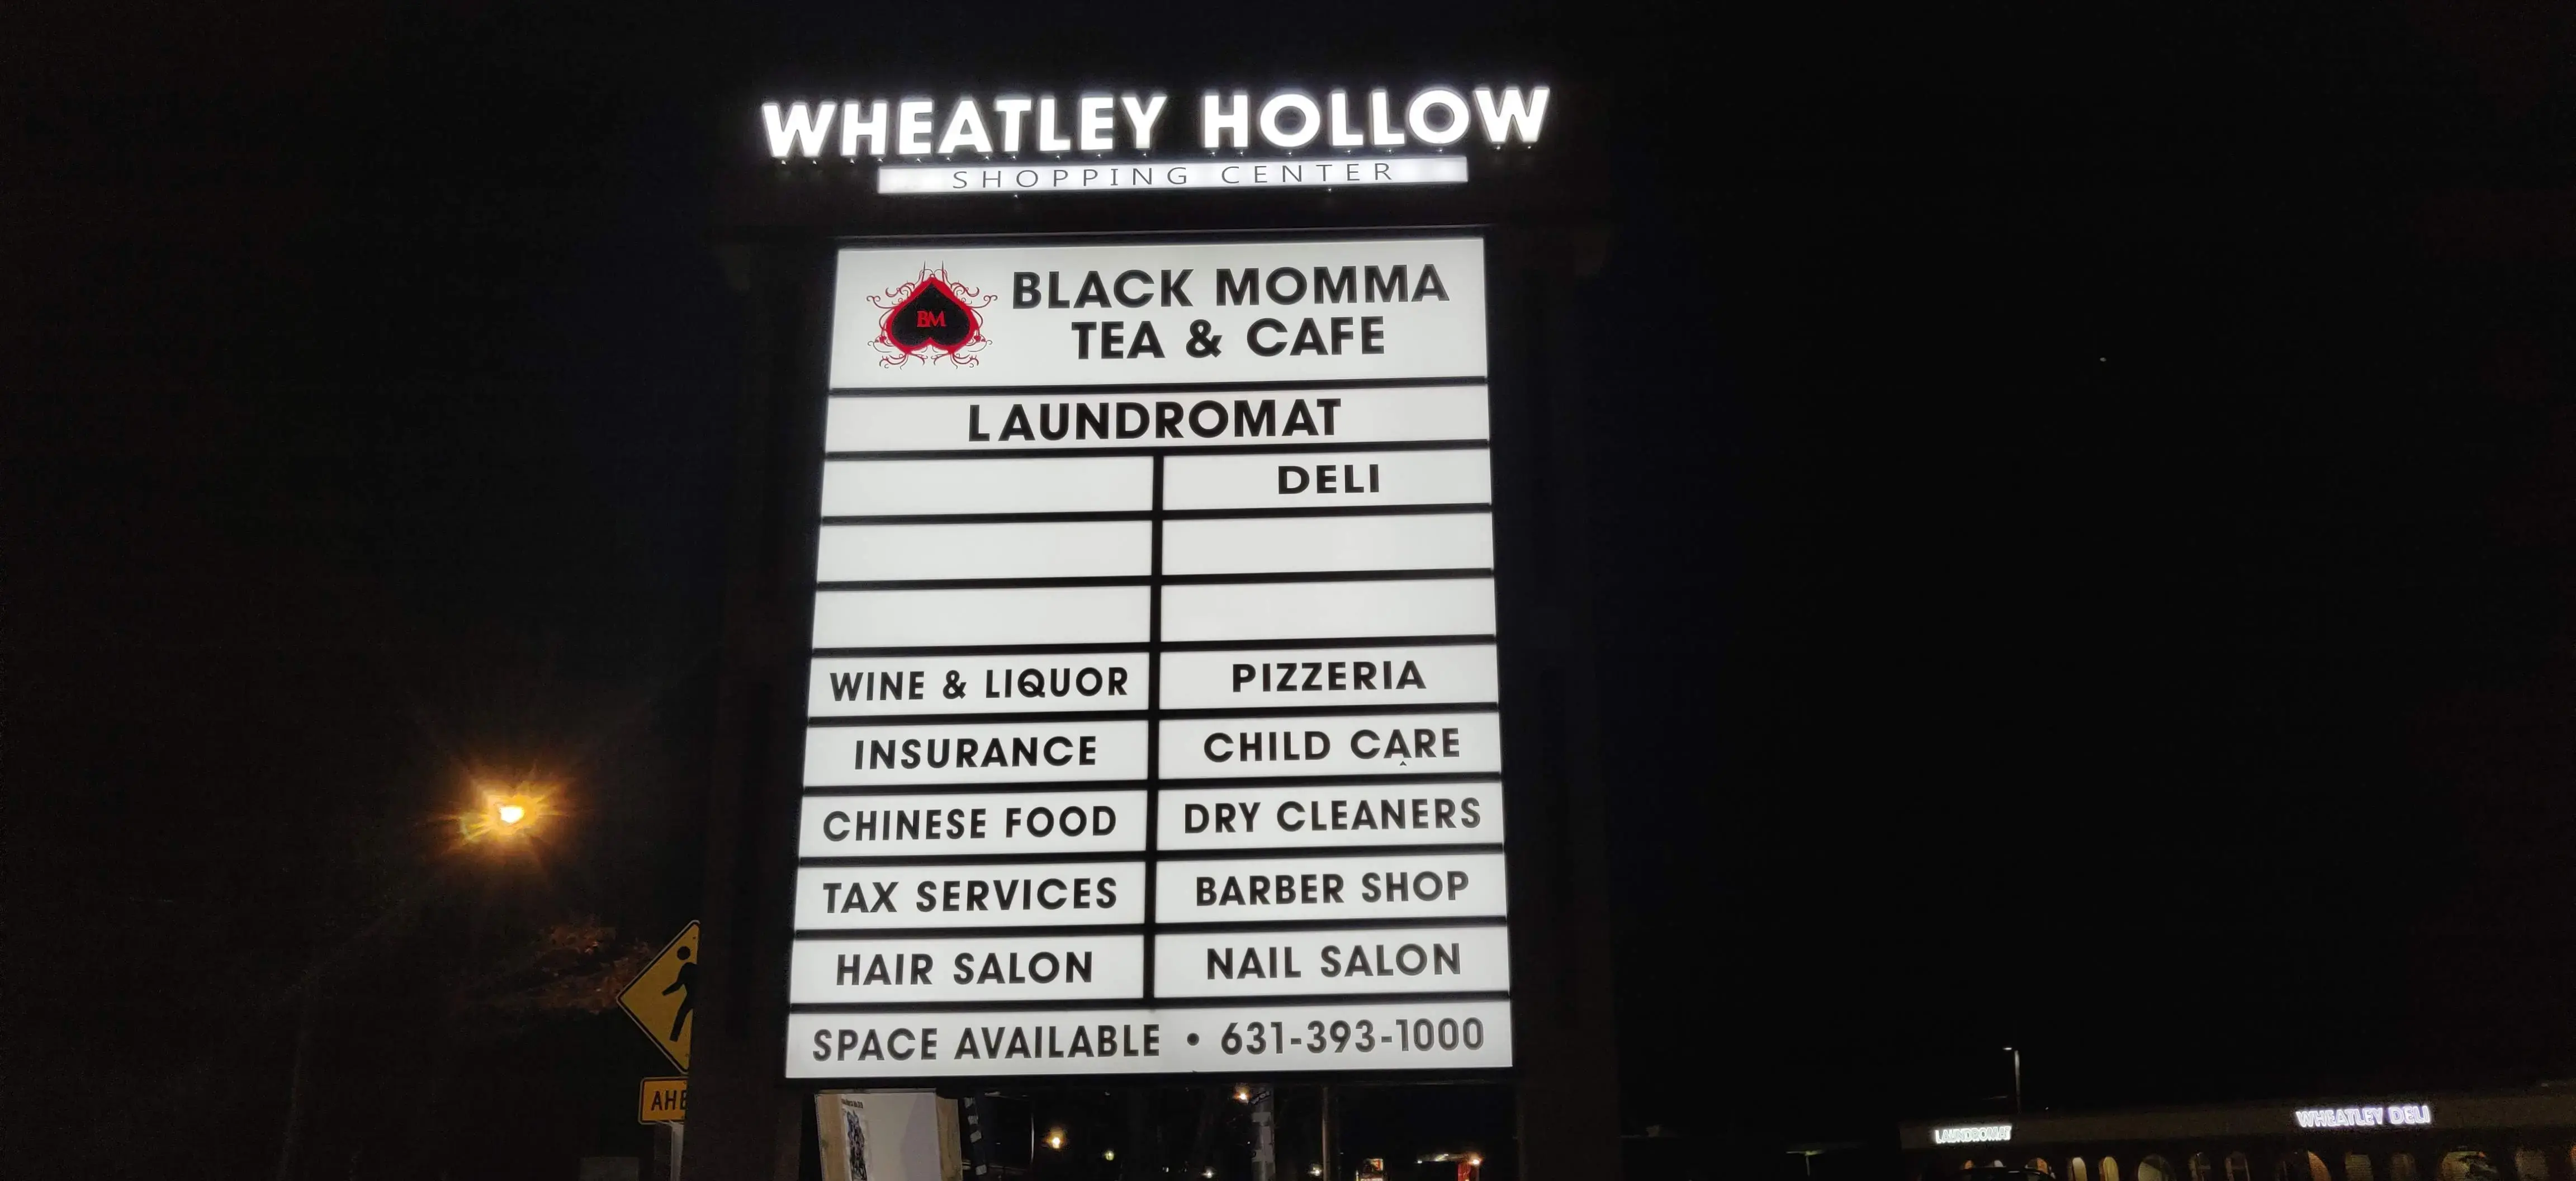 WHEATLEY HOLLOW
SHOPPING CENTER
BM
BLACK MOMMA
TEA & CAFE
LAUNDROMAT
DELI
WINE & LIQUOR
PIZZERIA
INSURANCE
CHILD CARE
CHINESE FOOD
DRY CLEANERS
TAX SERVICES
BARBER SHOP
HAIR SALON
NAIL SALON
SPACE AVAILABLE • 631-393-1000
AHE
LAUNDROMAT
WHEATLEY DELI